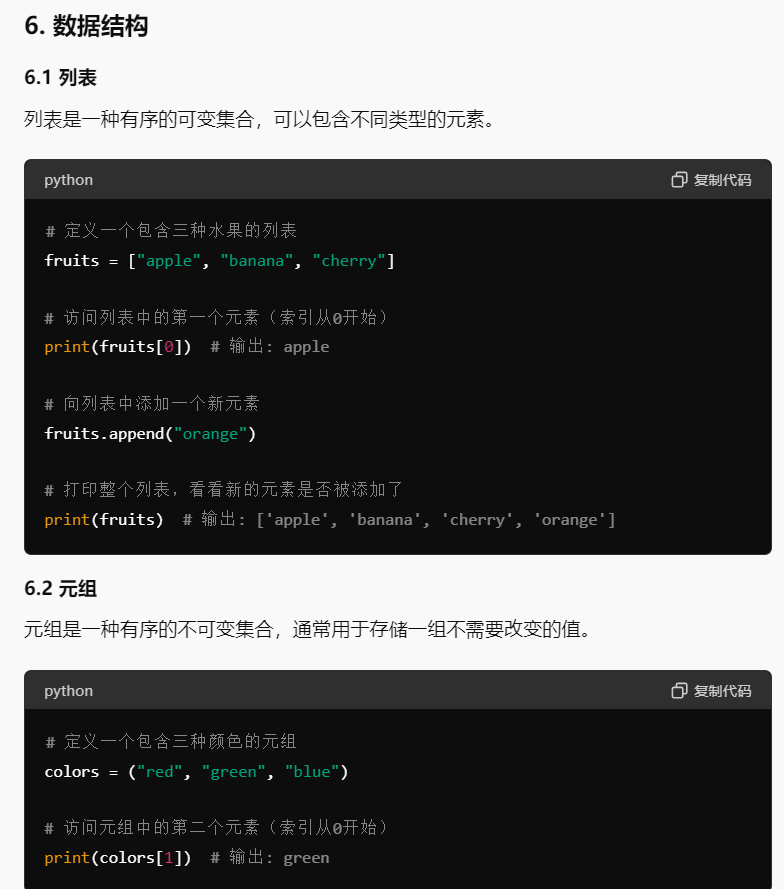 6. 数据结构
6.1 列表
列表是一种有序的可变集合，可以包含不同类型的元素。
python
复制代码
# 定义一个包含三种水果的列表
fruits = ["apple", "banana", "cherry"]
# 访问列表中的第一个元素（索引从0开始）
print(fruits[0])  # 输出: apple
# 向列表中添加一个新元素
fruits.append("orange")
# 打印整个列表，看看新的元素是否被添加了
print(fruits)  # 输出: ['apple', 'banana', 'cherry', 'orange']
6.2 元组
元组是一种有序的不可变集合，通常用于存储一组不需要改变的值。
python
复制代码
# 定义一个包含三种颜色的元组
colors = ("red", "green", "blue")
# 访问元组中的第二个元素（索引从0开始）
print(colors[1])  # 输出: green